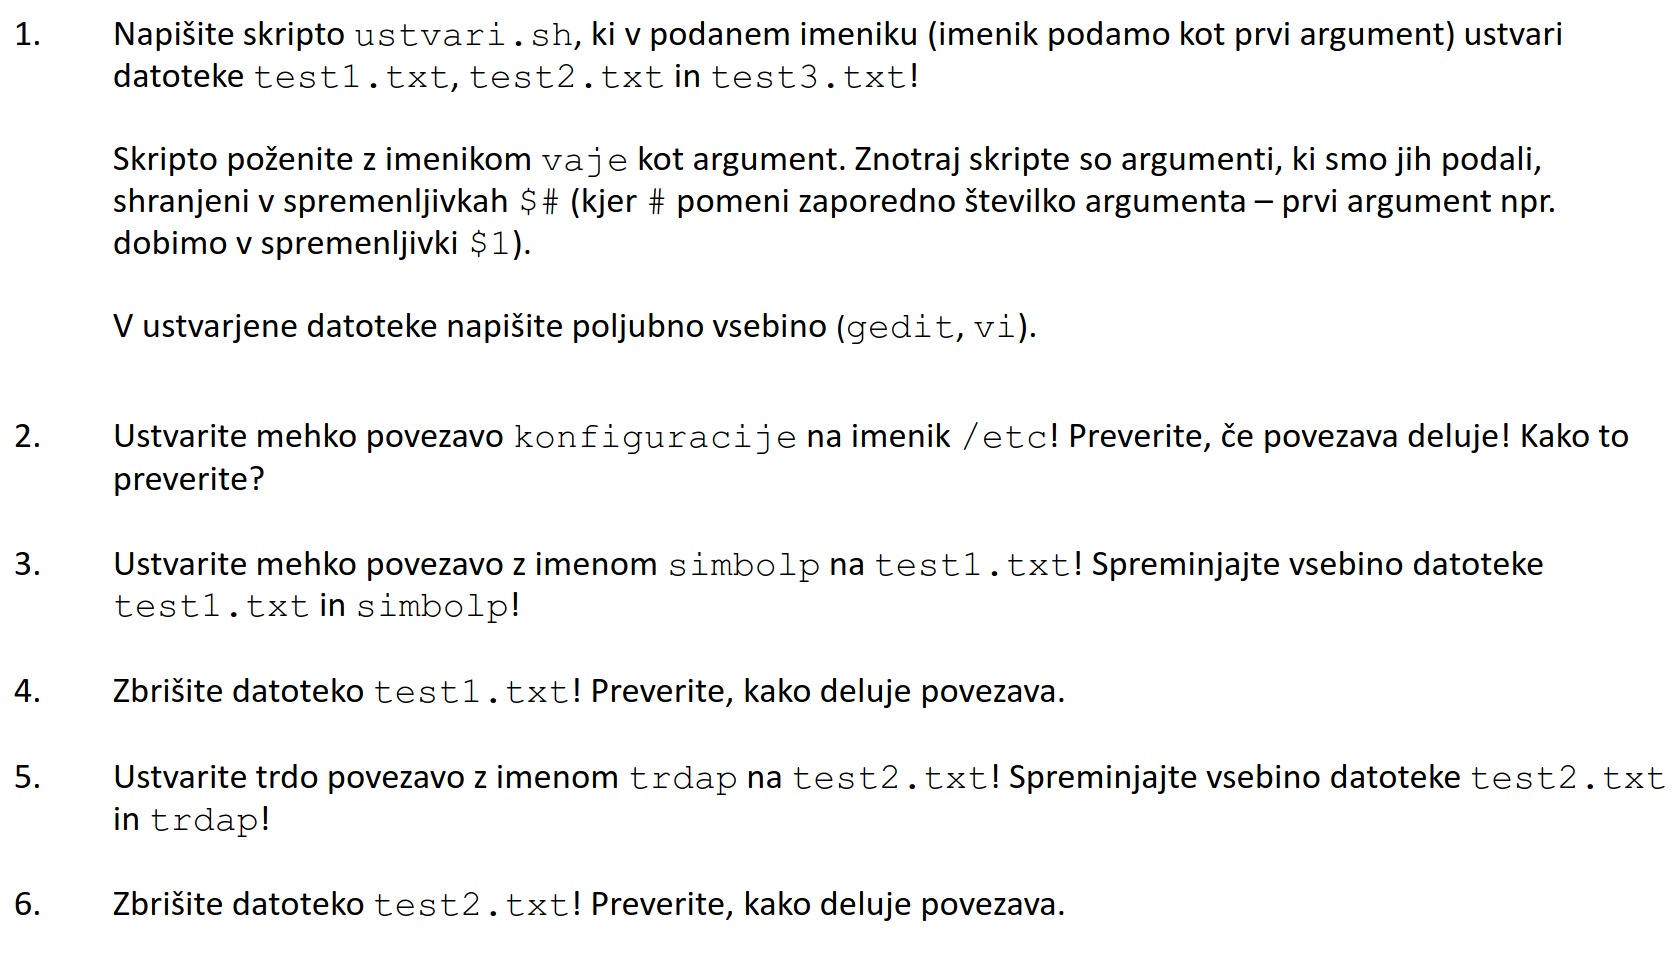 1. Napišite skripto ustvari.sh, ki v podanem imeniku (imenik podamo kot prvi argument) ustvari
datoteke test1.txt, test2.txt in test3.txt!
Skripto poženite z imenikom vaje kot argument. Znotraj skripte so argumenti, ki smo jih podali,
shranjeni v spremenljivkah $# (kjer # pomeni zaporedno številko argumenta – prvi argument npr.
dobimo v spremenljivki $1).
V ustvarjene datoteke napišite poljubno vsebino (gedit, vi).
2. Ustvarite mehko povezavo konfiguracije na imenik /etc! Preverite, če povezava deluje! Kako to
preverite?
3. Ustvarite mehko povezavo z imenom simbolp na test1.txt! Spreminjajte vsebino datoteke
test1.txt in simbolp!
4. Zbrišite datoteko test1.txt! Preverite, kako deluje povezava.
5. Ustvarite trdo povezavo z imenom trdap na test2.txt! Spreminjajte vsebino datoteke test2.txt
in trdap!
6. Zbrišite datoteko test2.txt! Preverite, kako deluje povezava.